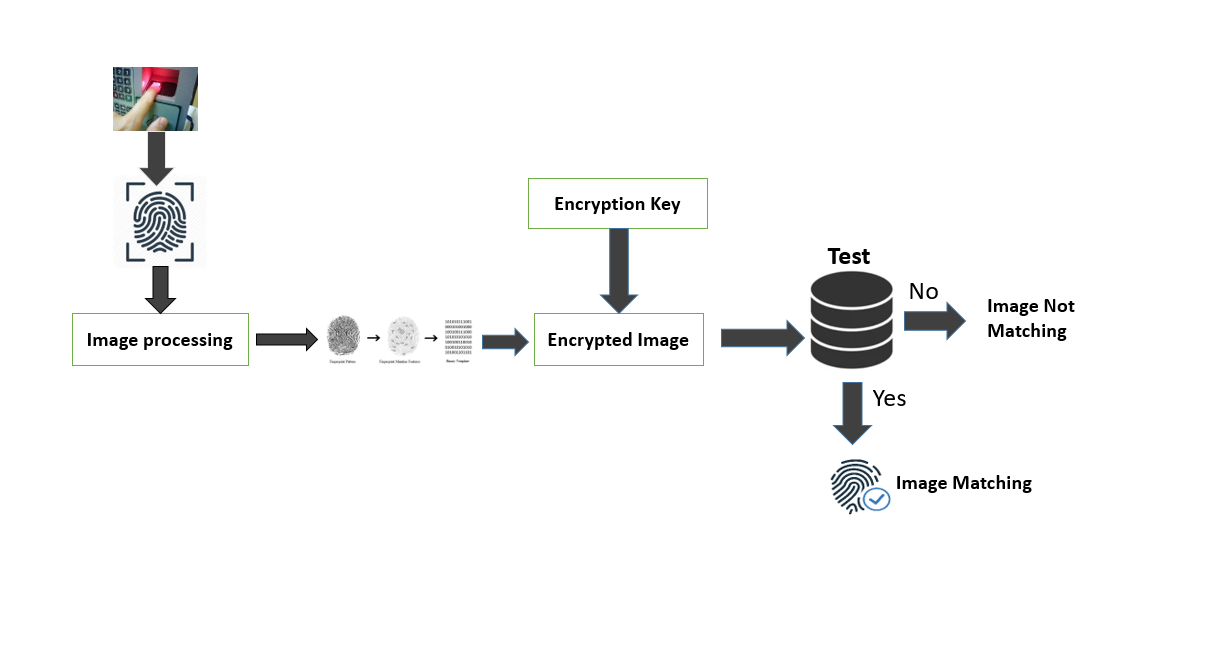 Encryption Key
Test
No
Image Not
Matching
Image processing
Encrypted Image
Yes
Image Matching